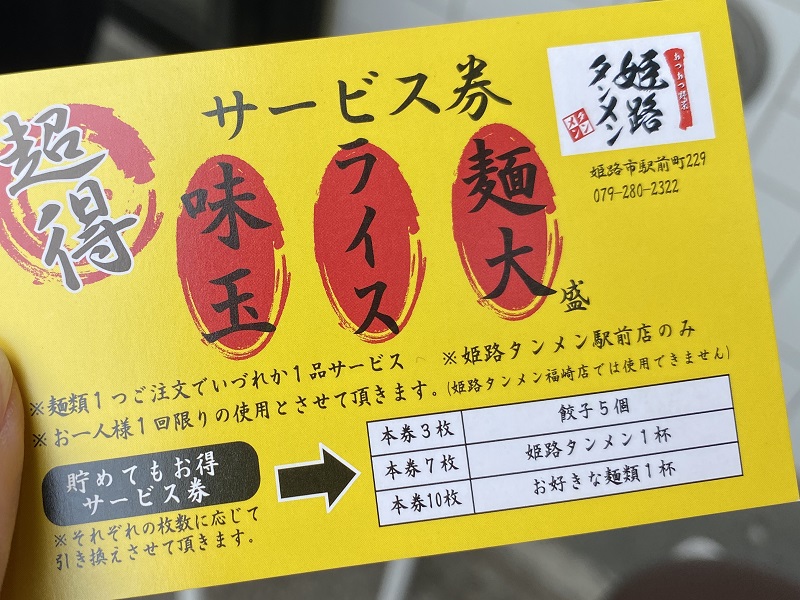 超得
サービス券
味玉
ライス
麺大盛
あつあつ野菜
姫路
タンメン
タンメン
姫路市駅前町229
079-280-2322
※麺類1つご注文でいづれか1品サービス ※姫路タンメン駅前店のみ
※お一人様1回限りの使用とさせて頂きます。(姫路タンメン福崎店では使用できません)
貯めてもお得
サービス券
※それぞれの枚数に応じて
引き換えさせて頂きます。
本券3枚 餃子5個
本券7枚 姫路タンメン1杯
本券10枚 お好きな麺類1杯